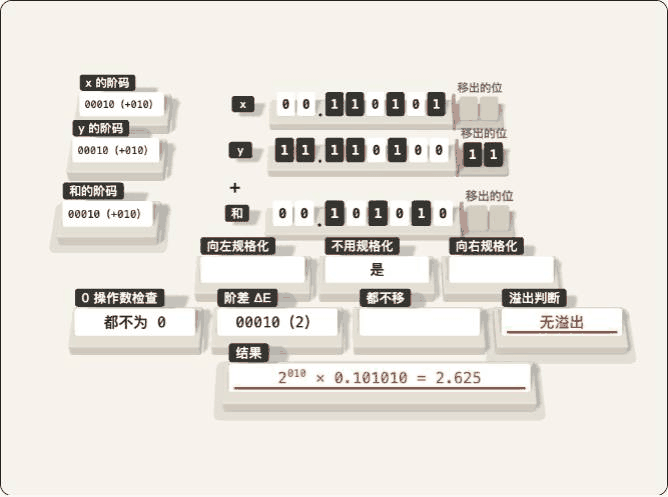 x 的阶码
00010 (+010)
y 的阶码
00010 (+010)
和的阶码
00010 (+010)
移出的位
x
0 0 . 1 1 0 1 0 1
移出的位
y
1 1 . 1 1 0 1 0 0
1 1
+
移出的位
和
0 0 . 1 0 1 0 1 0
向左规格化
不用规格化
是
向右规格化
0 操作数检查
都不为 0
阶差 ΔE
00010 (2)
都不移
溢出判断
无溢出
结果
2^010 × 0.101010 = 2.625